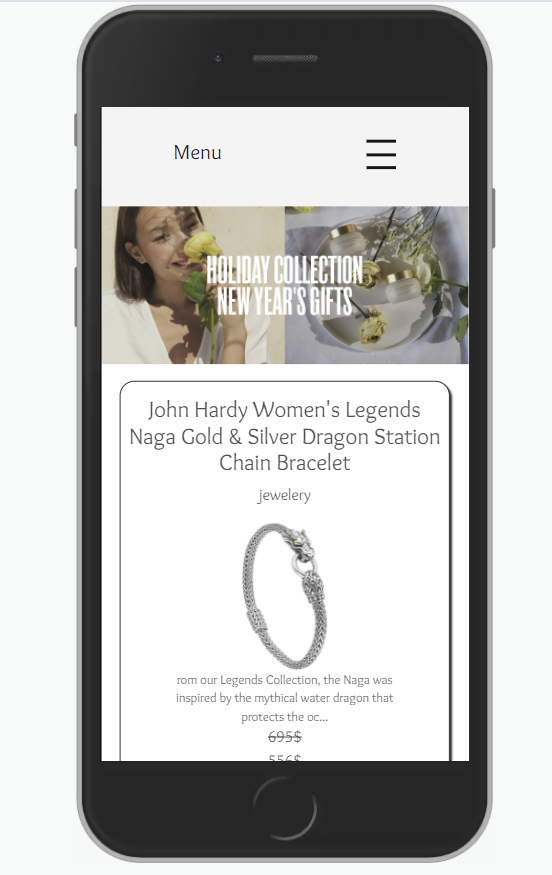 Menu
HOLIDAY COLLECTION
NEW YEAR'S GIFTS
John Hardy Women's Legends
Naga Gold & Silver Dragon Station
Chain Bracelet
jewelery
rom our Legends Collection, the Naga was
inspired by the mythical water dragon that
protects the oc...
695$
556$